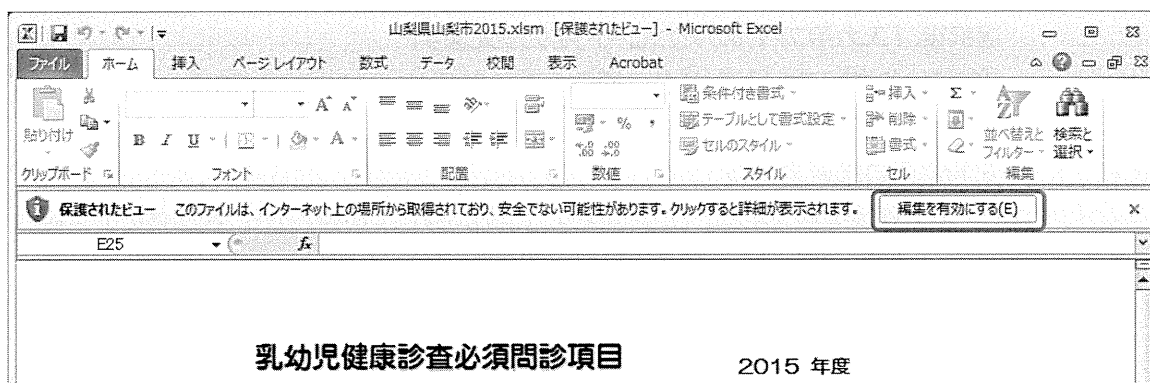 山梨県山梨市2015.xlsm [保護されたビュー] - Microsoft Excel
ファイル ホーム 挿入 ページ レイアウト 数式 データ 校閲 表示 Acrobat
貼り付け B I U A A A % , 条件付き書式 テーブルとして書式設定 セルのスタイル 挿入 削除 書式 Σ 並べ替えと フィルター 検索と 選択
クリップボード フォント 配置 数値 スタイル セル 編集
保護されたビュー このファイルは、インターネット上の場所から取得されており、安全でない可能性があります。クリックすると詳細が表示されます。 編集を有効にする(E)
E25 fx
乳幼児健康診査必須問診項目 2015 年度